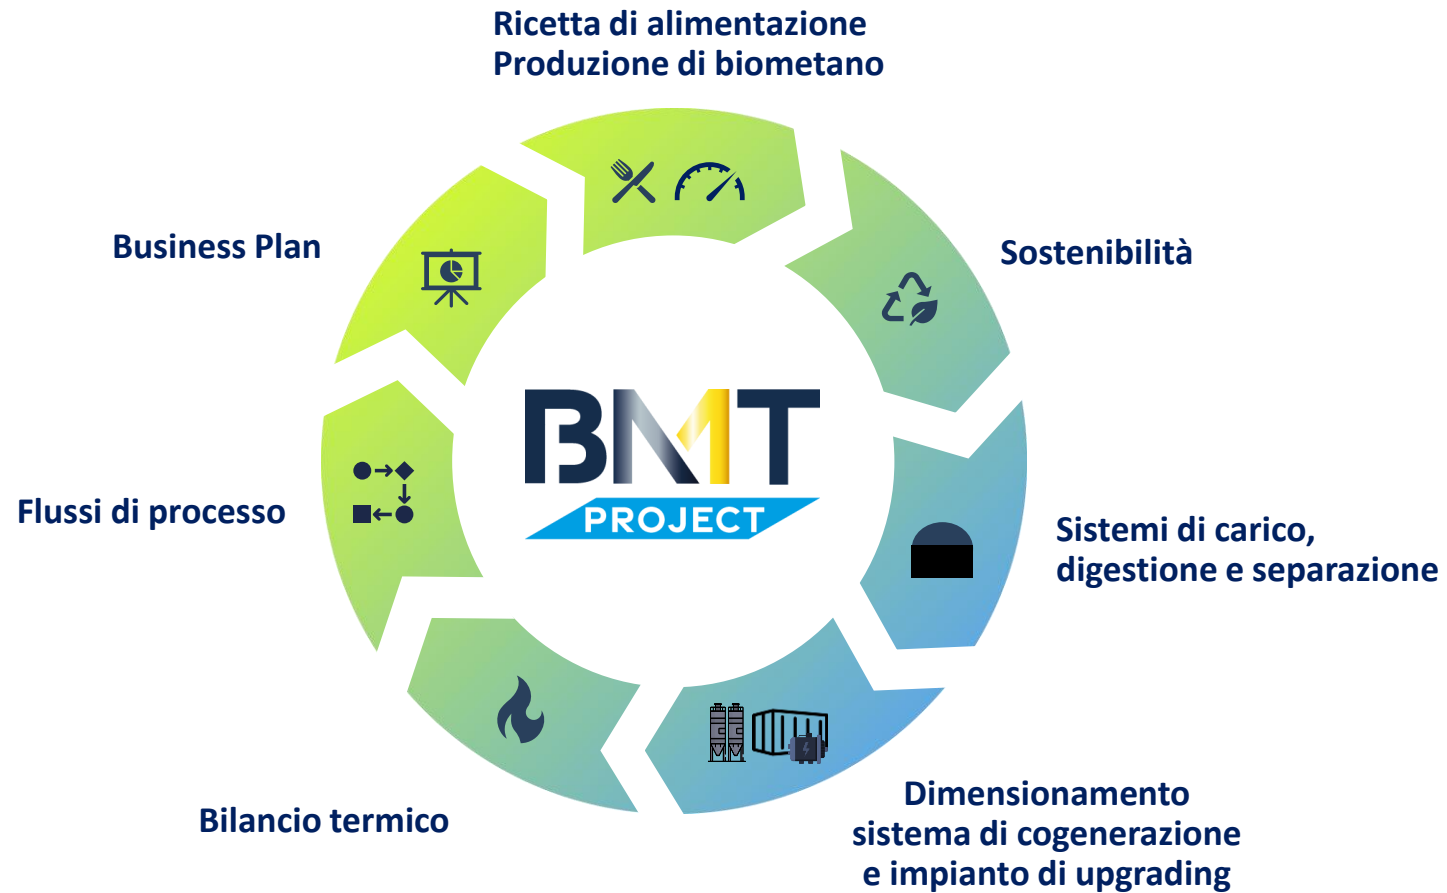 Ricetta di alimentazione
Produzione di biometano
Business Plan
Sostenibilità
BMT
PROJECT
Flussi di processo
Sistemi di carico,
digestione e separazione
Bilancio termico
Dimensionamento
sistema di cogenerazione
e impianto di upgrading